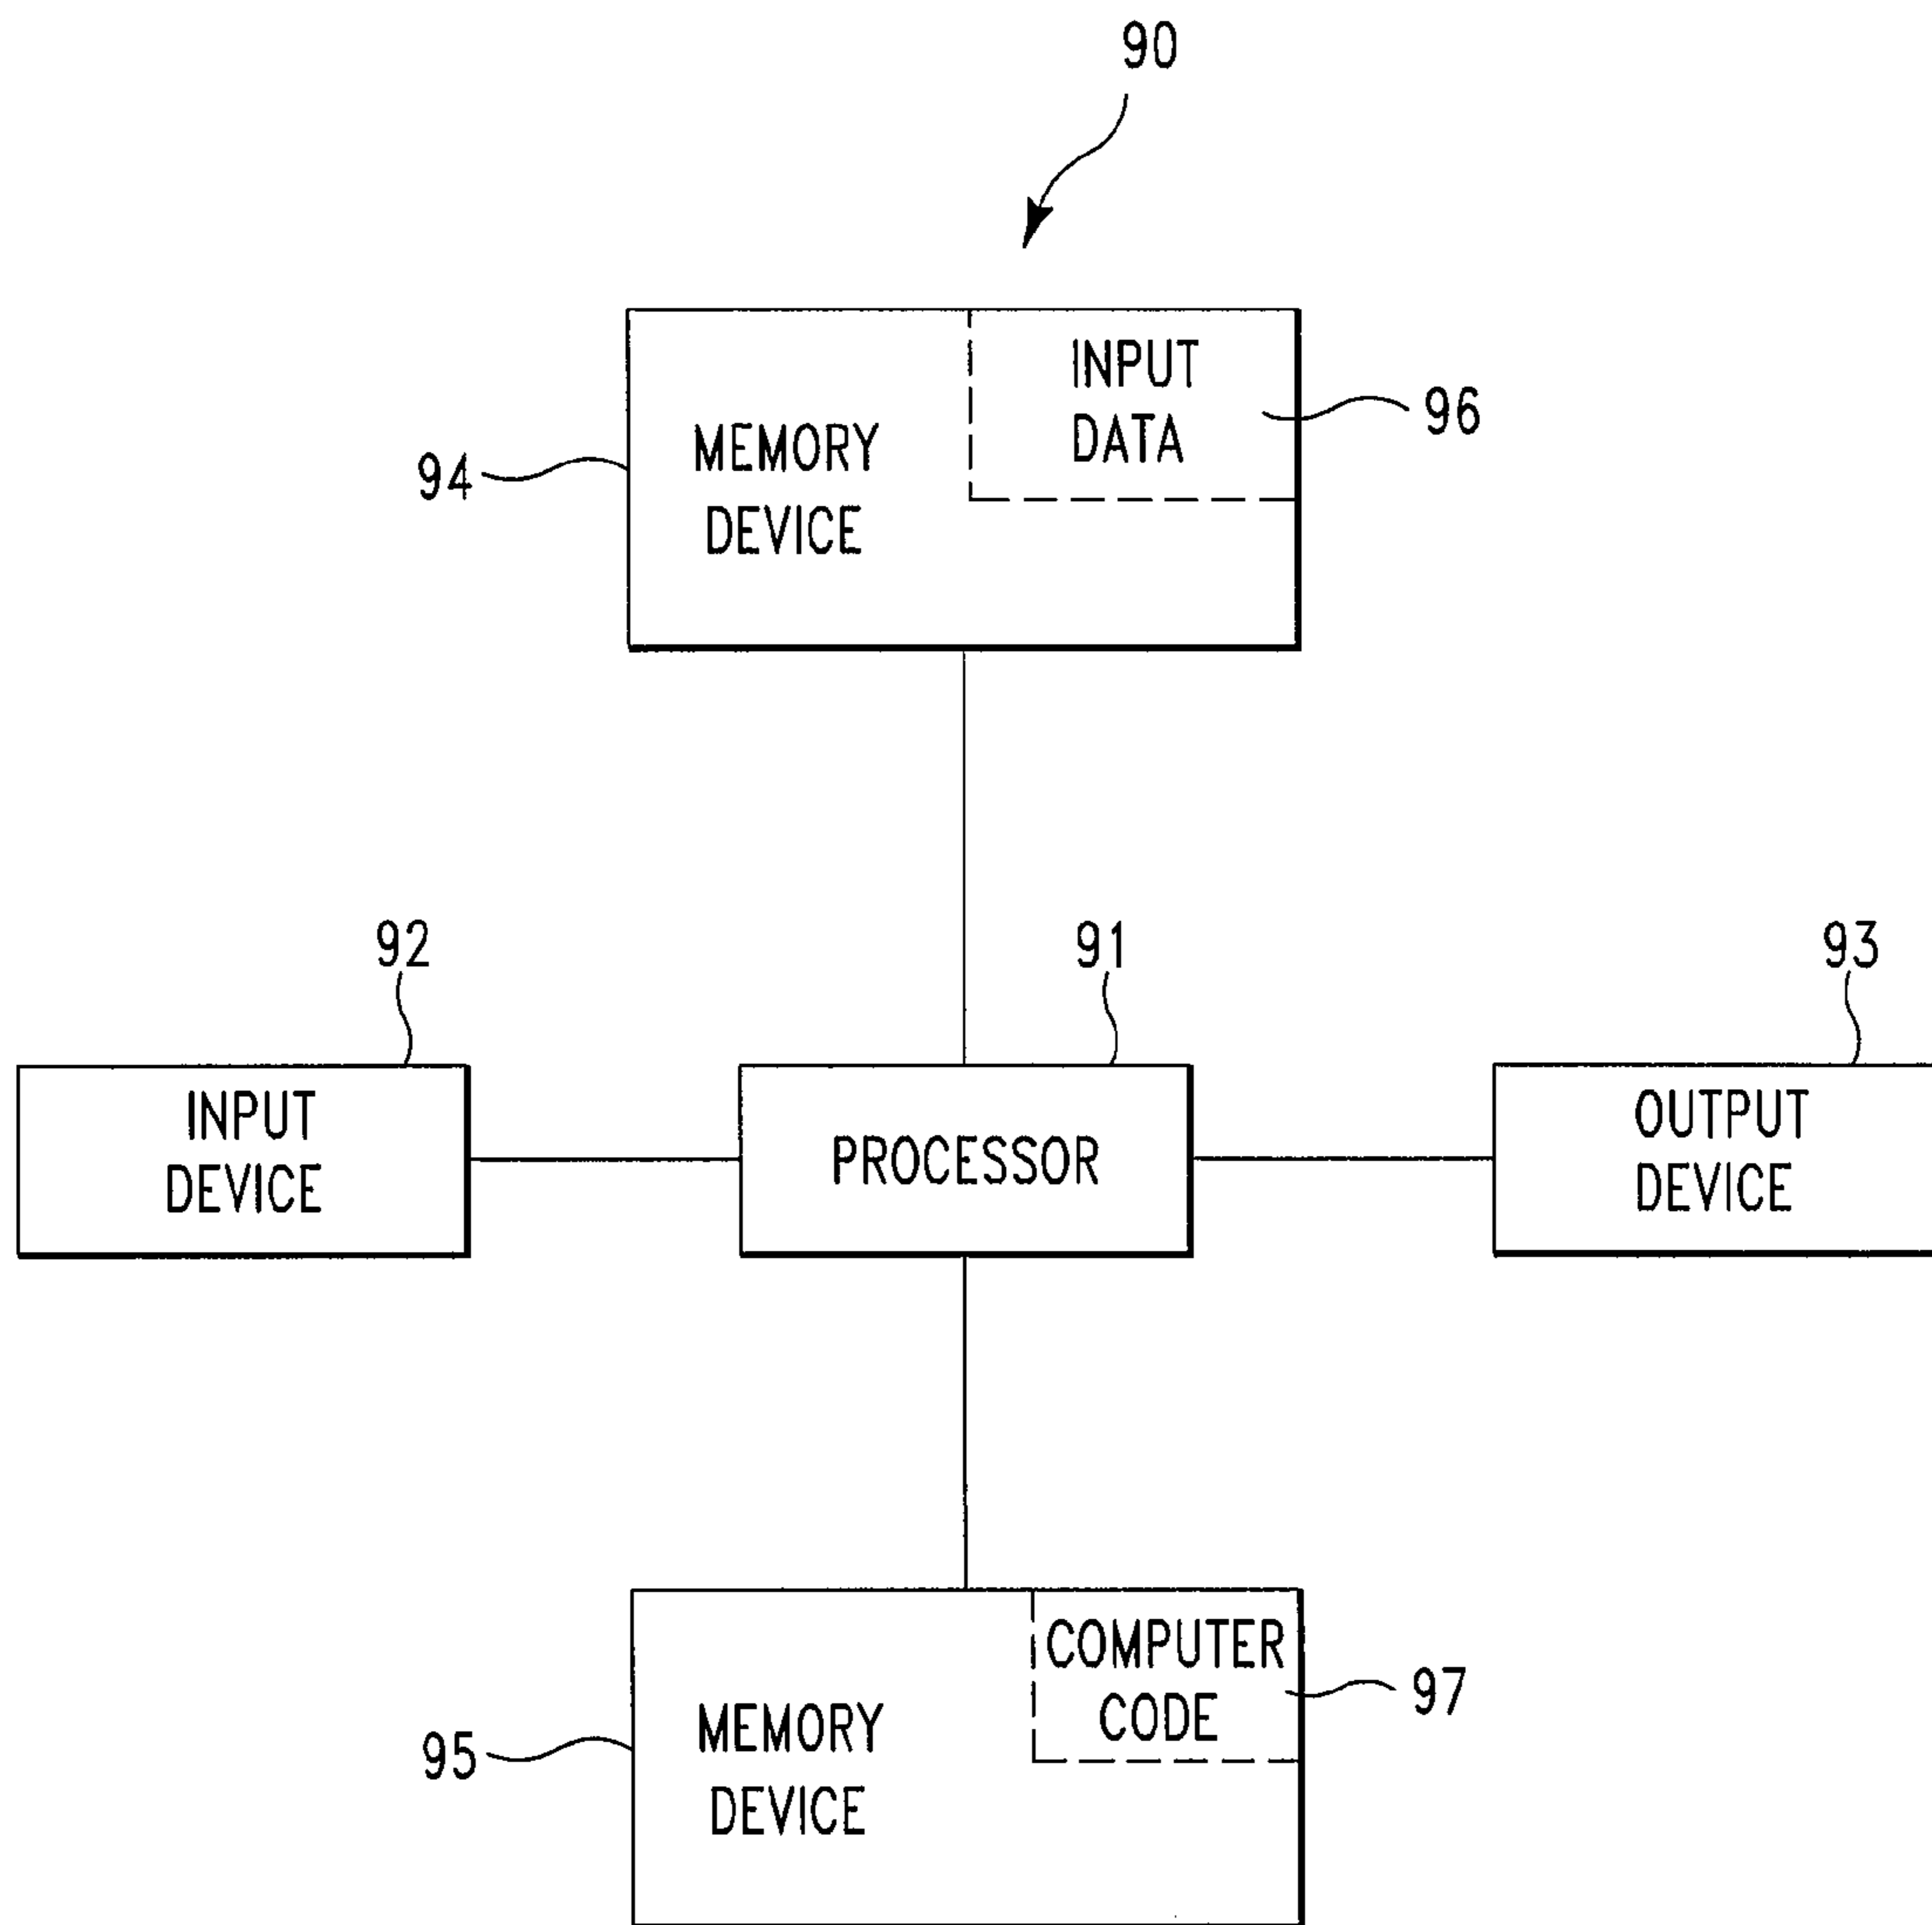 90
INPUT
DATA
96
MEMORY
DEVICE
94
92
91
93
INPUT
DEVICE
PROCESSOR
OUTPUT
DEVICE
COMPUTER
CODE
97
MEMORY
DEVICE
95